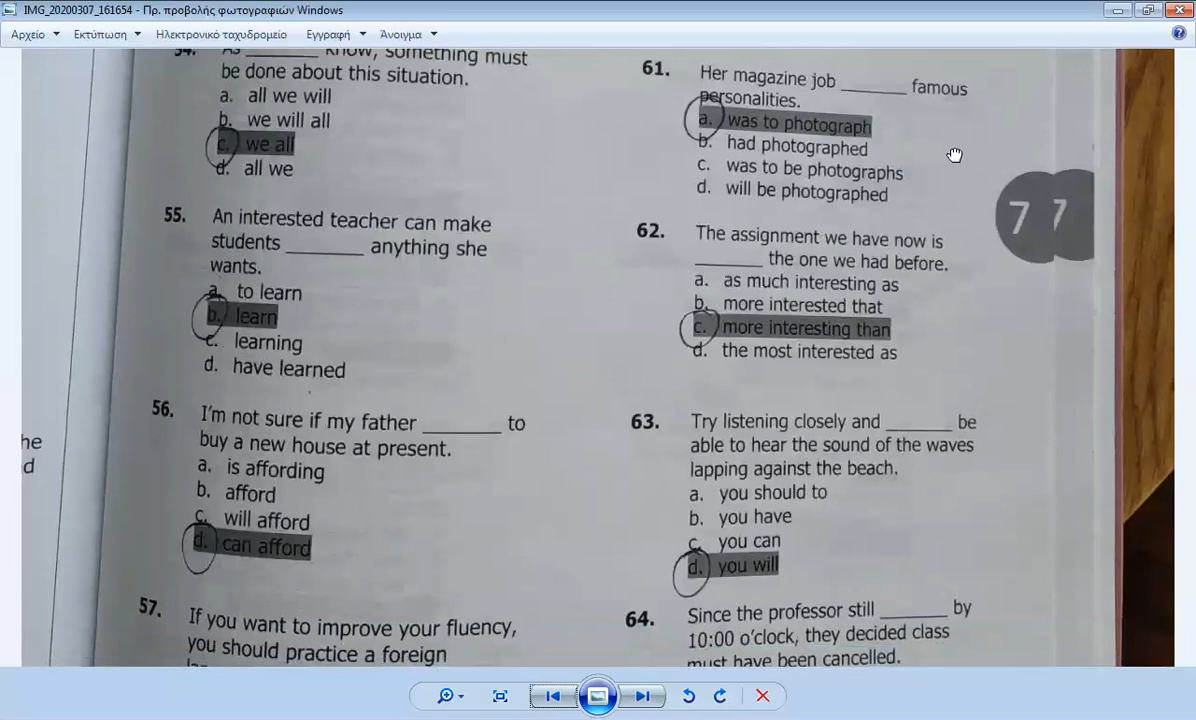 IMG_20200307_161654 - Πρ. προβολής φωτογραφιών Windows
Αρχείο Εκτύπωση Ηλεκτρονικό ταχυδρομείο Εγγραφή Άνοιγμα
54. As ________ know, something must
be done about this situation.
a. all we will
b. we will all
c. we all
d. all we
55. An interested teacher can make
students ________ anything she
wants.
a. to learn
b. learn
c. learning
d. have learned
56. I'm not sure if my father ________ to
buy a new house at present.
a. is affording
b. afford
c. will afford
d. can afford
57. If you want to improve your fluency,
you should practice a foreign
61. Her magazine job ________ famous
personalities.
a. was to photograph
b. had photographed
c. was to be photographs
d. will be photographed
62. The assignment we have now is
________ the one we had before.
a. as much interesting as
b. more interested that
c. more interesting than
d. the most interested as
63. Try listening closely and ________ be
able to hear the sound of the waves
lapping against the beach.
a. you should to
b. you have
c. you can
d. you will
64. Since the professor still ________ by
10:00 o'clock, they decided class
must have been cancelled.
7 7
he
d